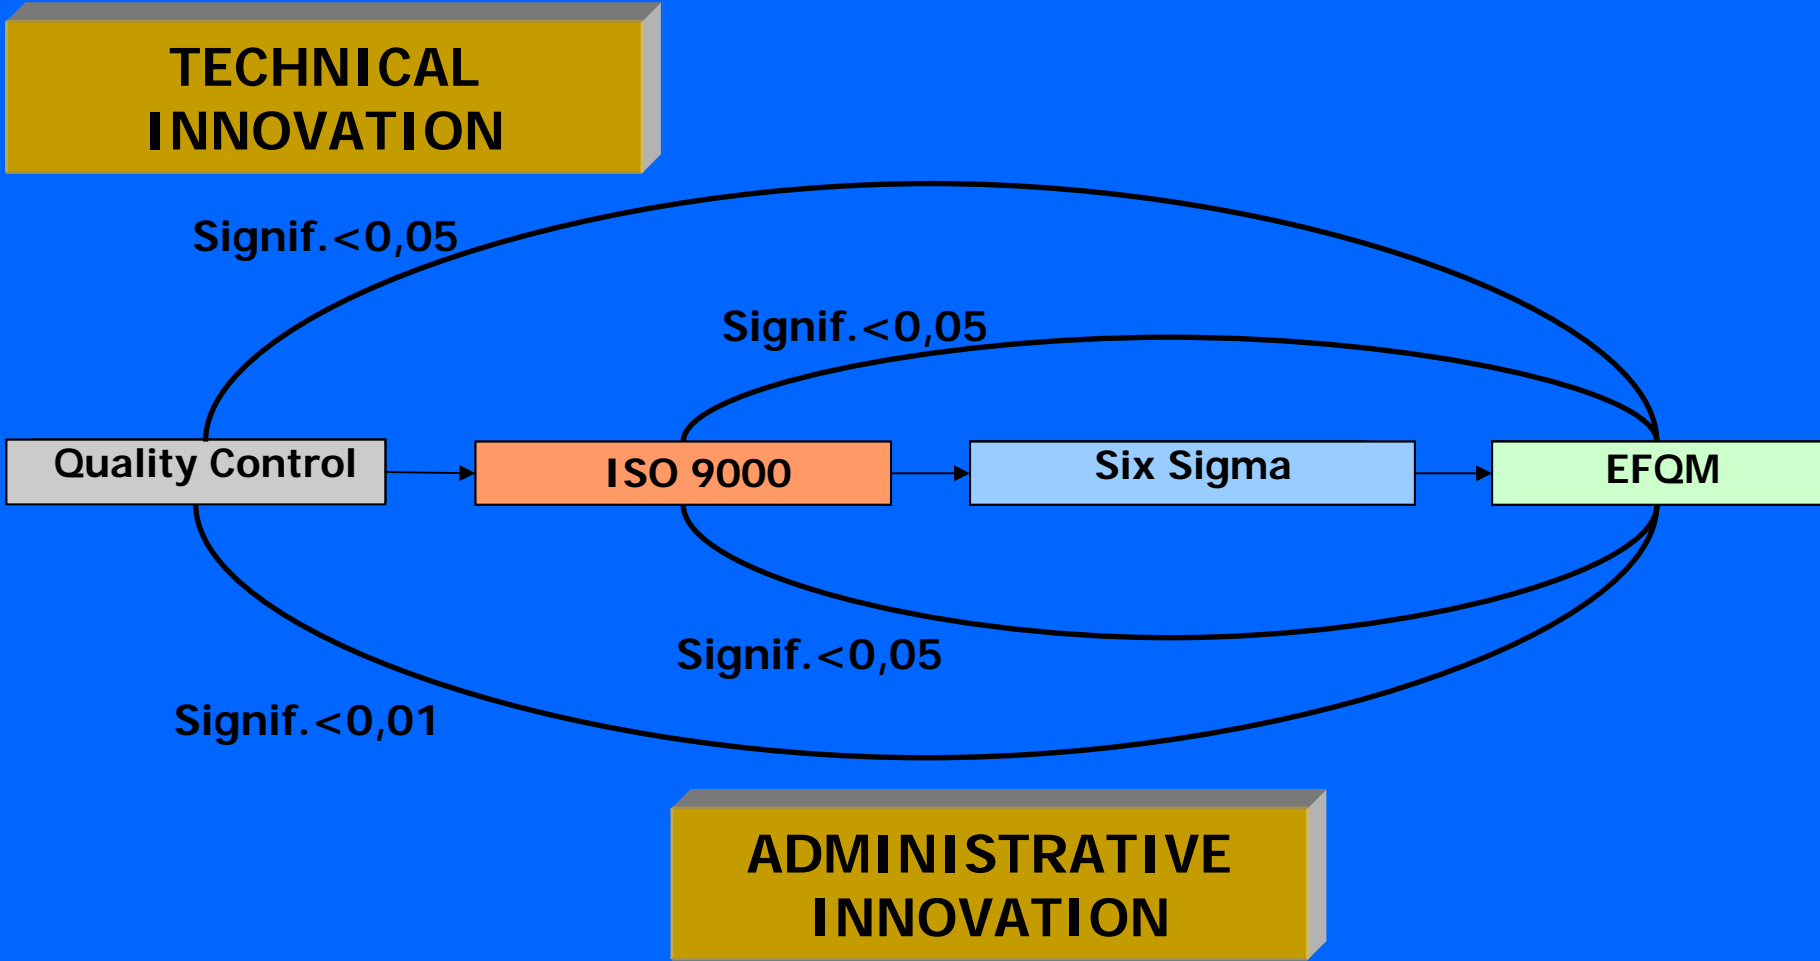 TECHNICAL
INNOVATION
Signif.<0,05
Signif.<0,05
Quality Control
ISO 9000
Six Sigma
EFQM
Signif.<0,05
Signif.<0,01
ADMINISTRATIVE
INNOVATION